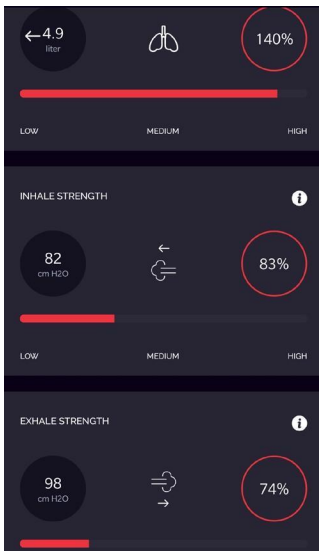 ←4.9
liter
140%
LOW MEDIUM HIGH
INHALE STRENGTH i
82
cm H2O
83%
LOW MEDIUM HIGH
EXHALE STRENGTH i
98
cm H2O
74%